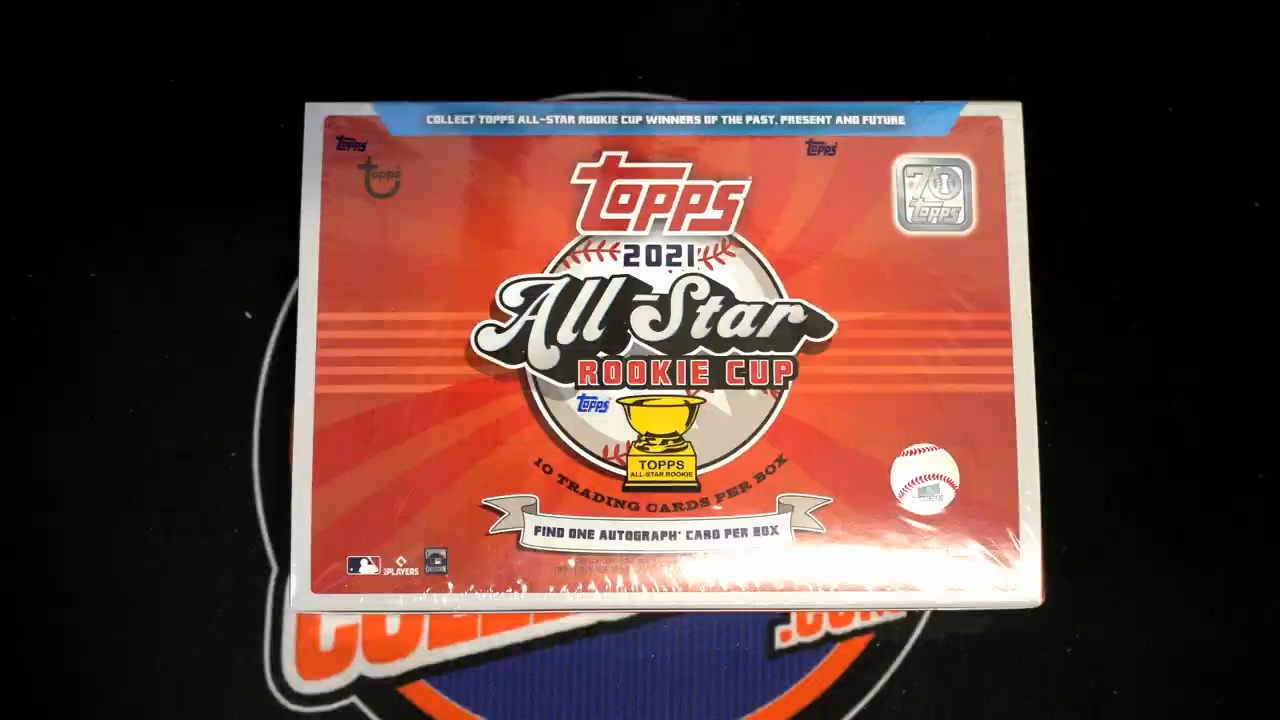 COLLECT TOPPS ALL-STAR ROOKIE CUP WINNERS OF THE PAST, PRESENT AND FUTURE
Topps
Topps
Topps
70
Topps
Topps
2021
All-Star
ROOKIE CUP
Topps
TOPPS
ALL-STAR ROOKIE
10 TRADING CARDS PER BOX
FIND ONE AUTOGRAPH* CARD PER BOX
PLAYERS